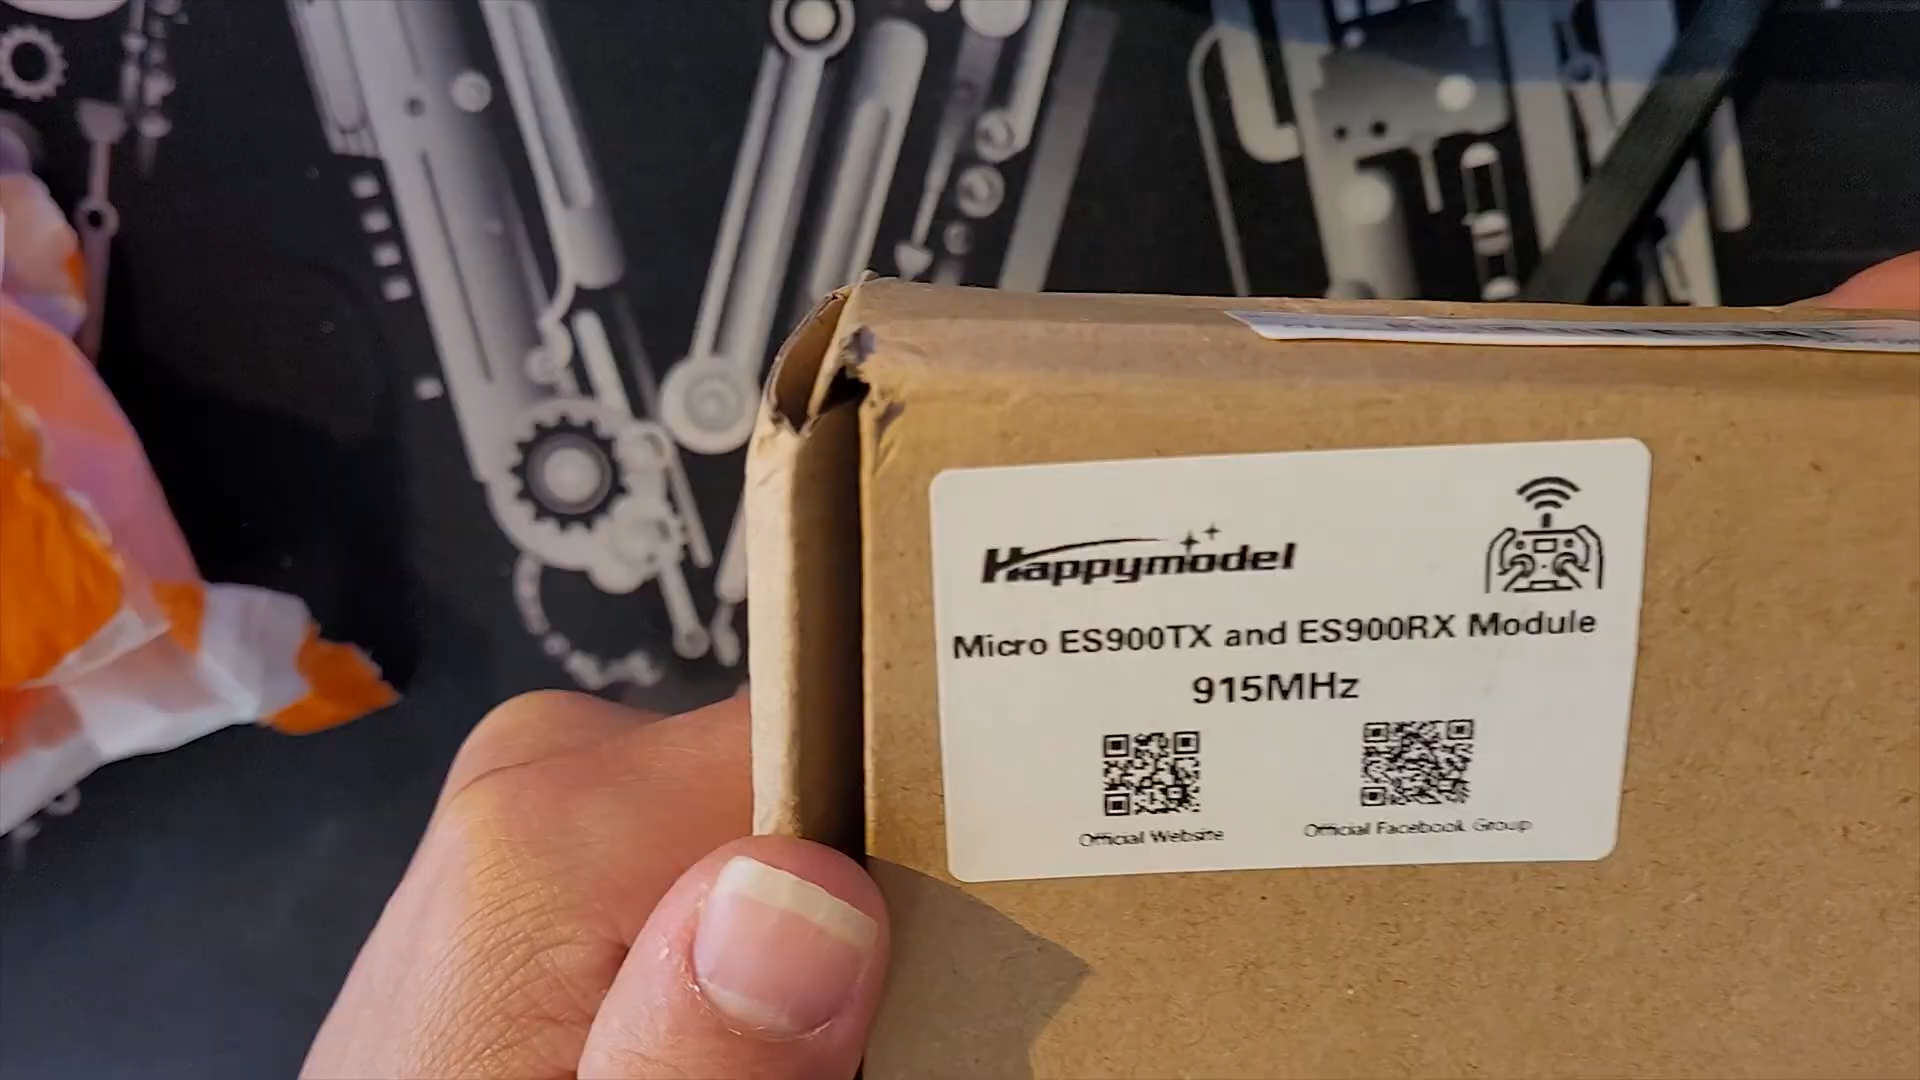 Happymodel
Micro ES900TX and ES900RX Module
915MHz
Official Website
Official Facebook Group